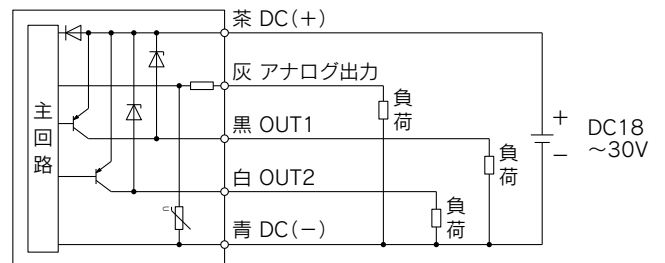 茶 DC(+)
灰 アナログ出力
負荷
主回路
黒 OUT1
+
DC18
〜30V
−
負荷
白 OUT2
U
負荷
青 DC(−)